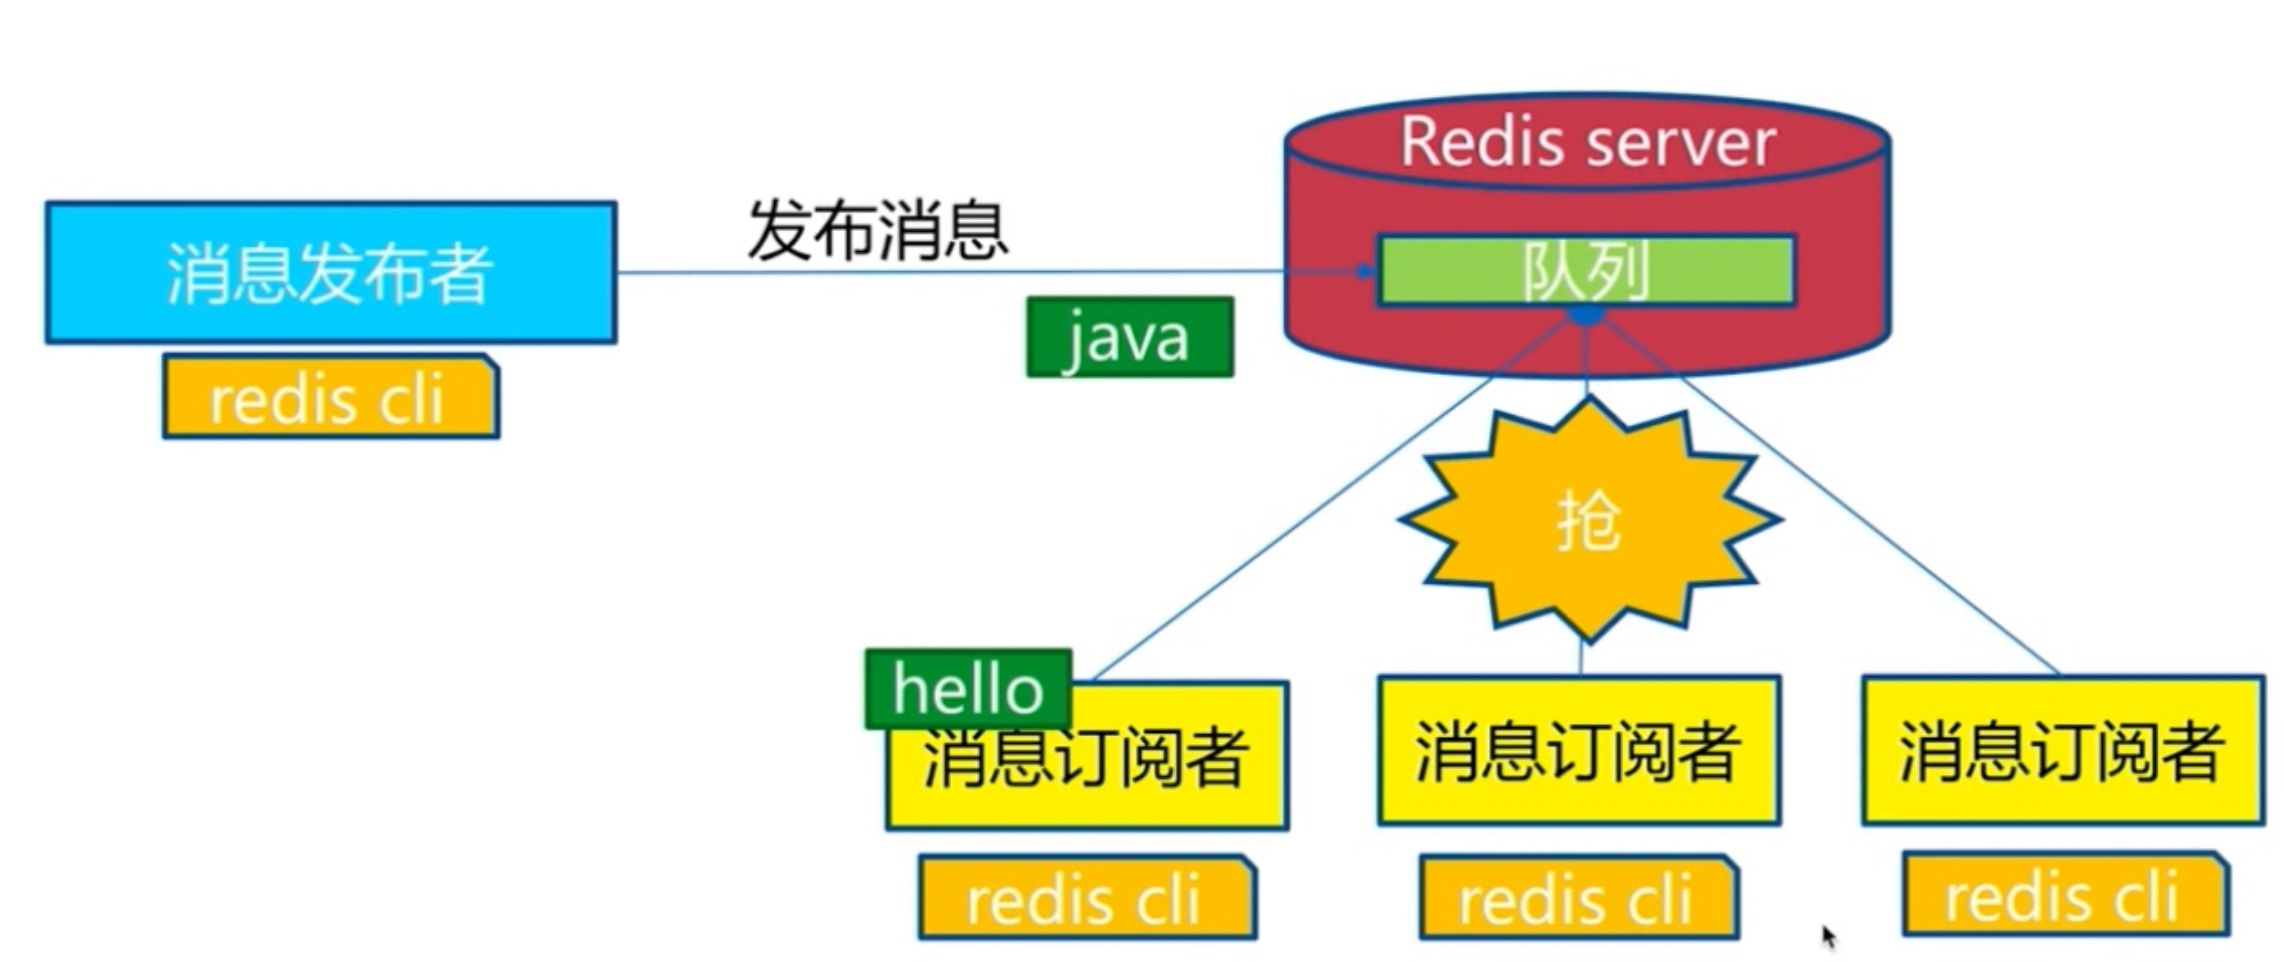 Redis server
消息发布者
发布消息
队列
java
redis cli
抢
hello
消息订阅者
消息订阅者
消息订阅者
redis cli
redis cli
redis cli